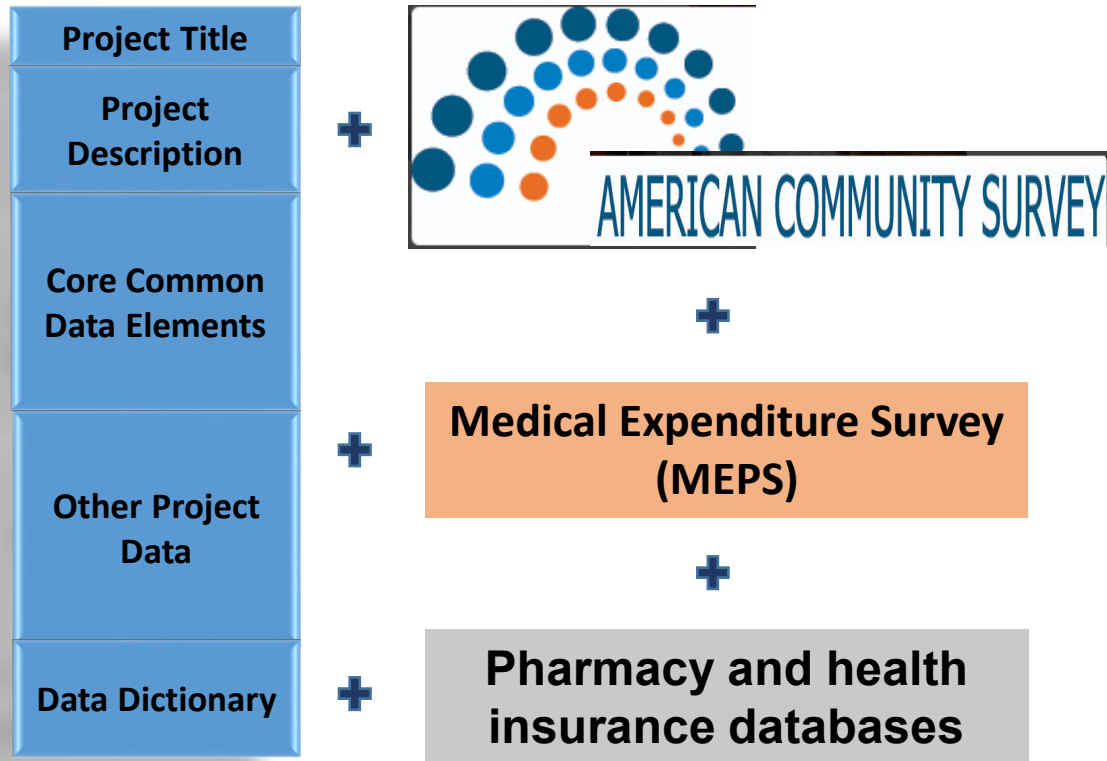 Project Title
Project
Description
Core Common
Data Elements
Other Project
Data
Data Dictionary
AMERICAN COMMUNITY SURVEY
Medical Expenditure Survey
(MEPS)
Pharmacy and health
insurance databases